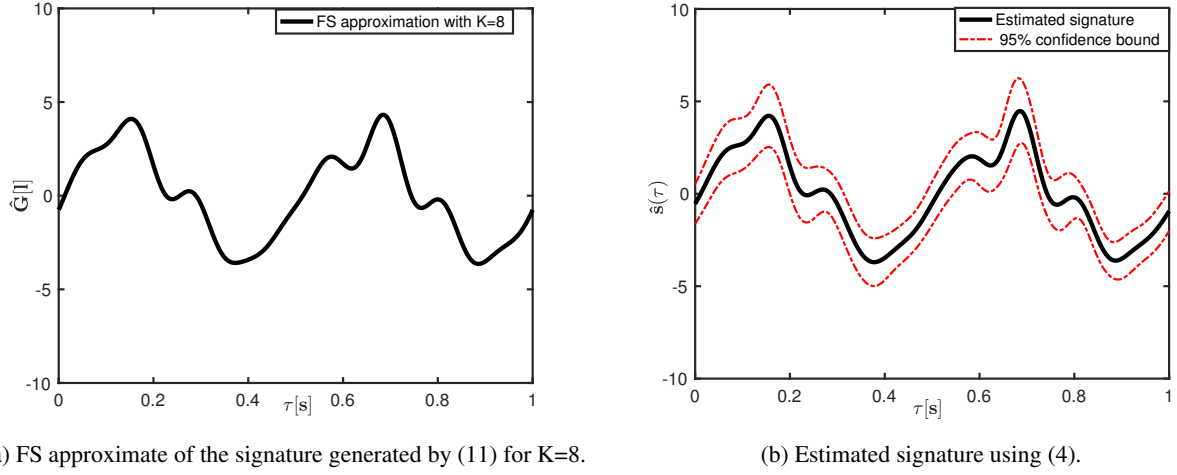 10
5
0
-5
-10
Ĝ[l]
FS approximation with K=8
0
0.2
0.4
0.6
0.8
1
τ[s]
) FS approximate of the signature generated by (11) for K=8.
10
5
0
-5
-10
ŝ(τ)
Estimated signature
95% confidence bound
0
0.2
0.4
0.6
0.8
1
τ[s]
(b) Estimated signature using (4).